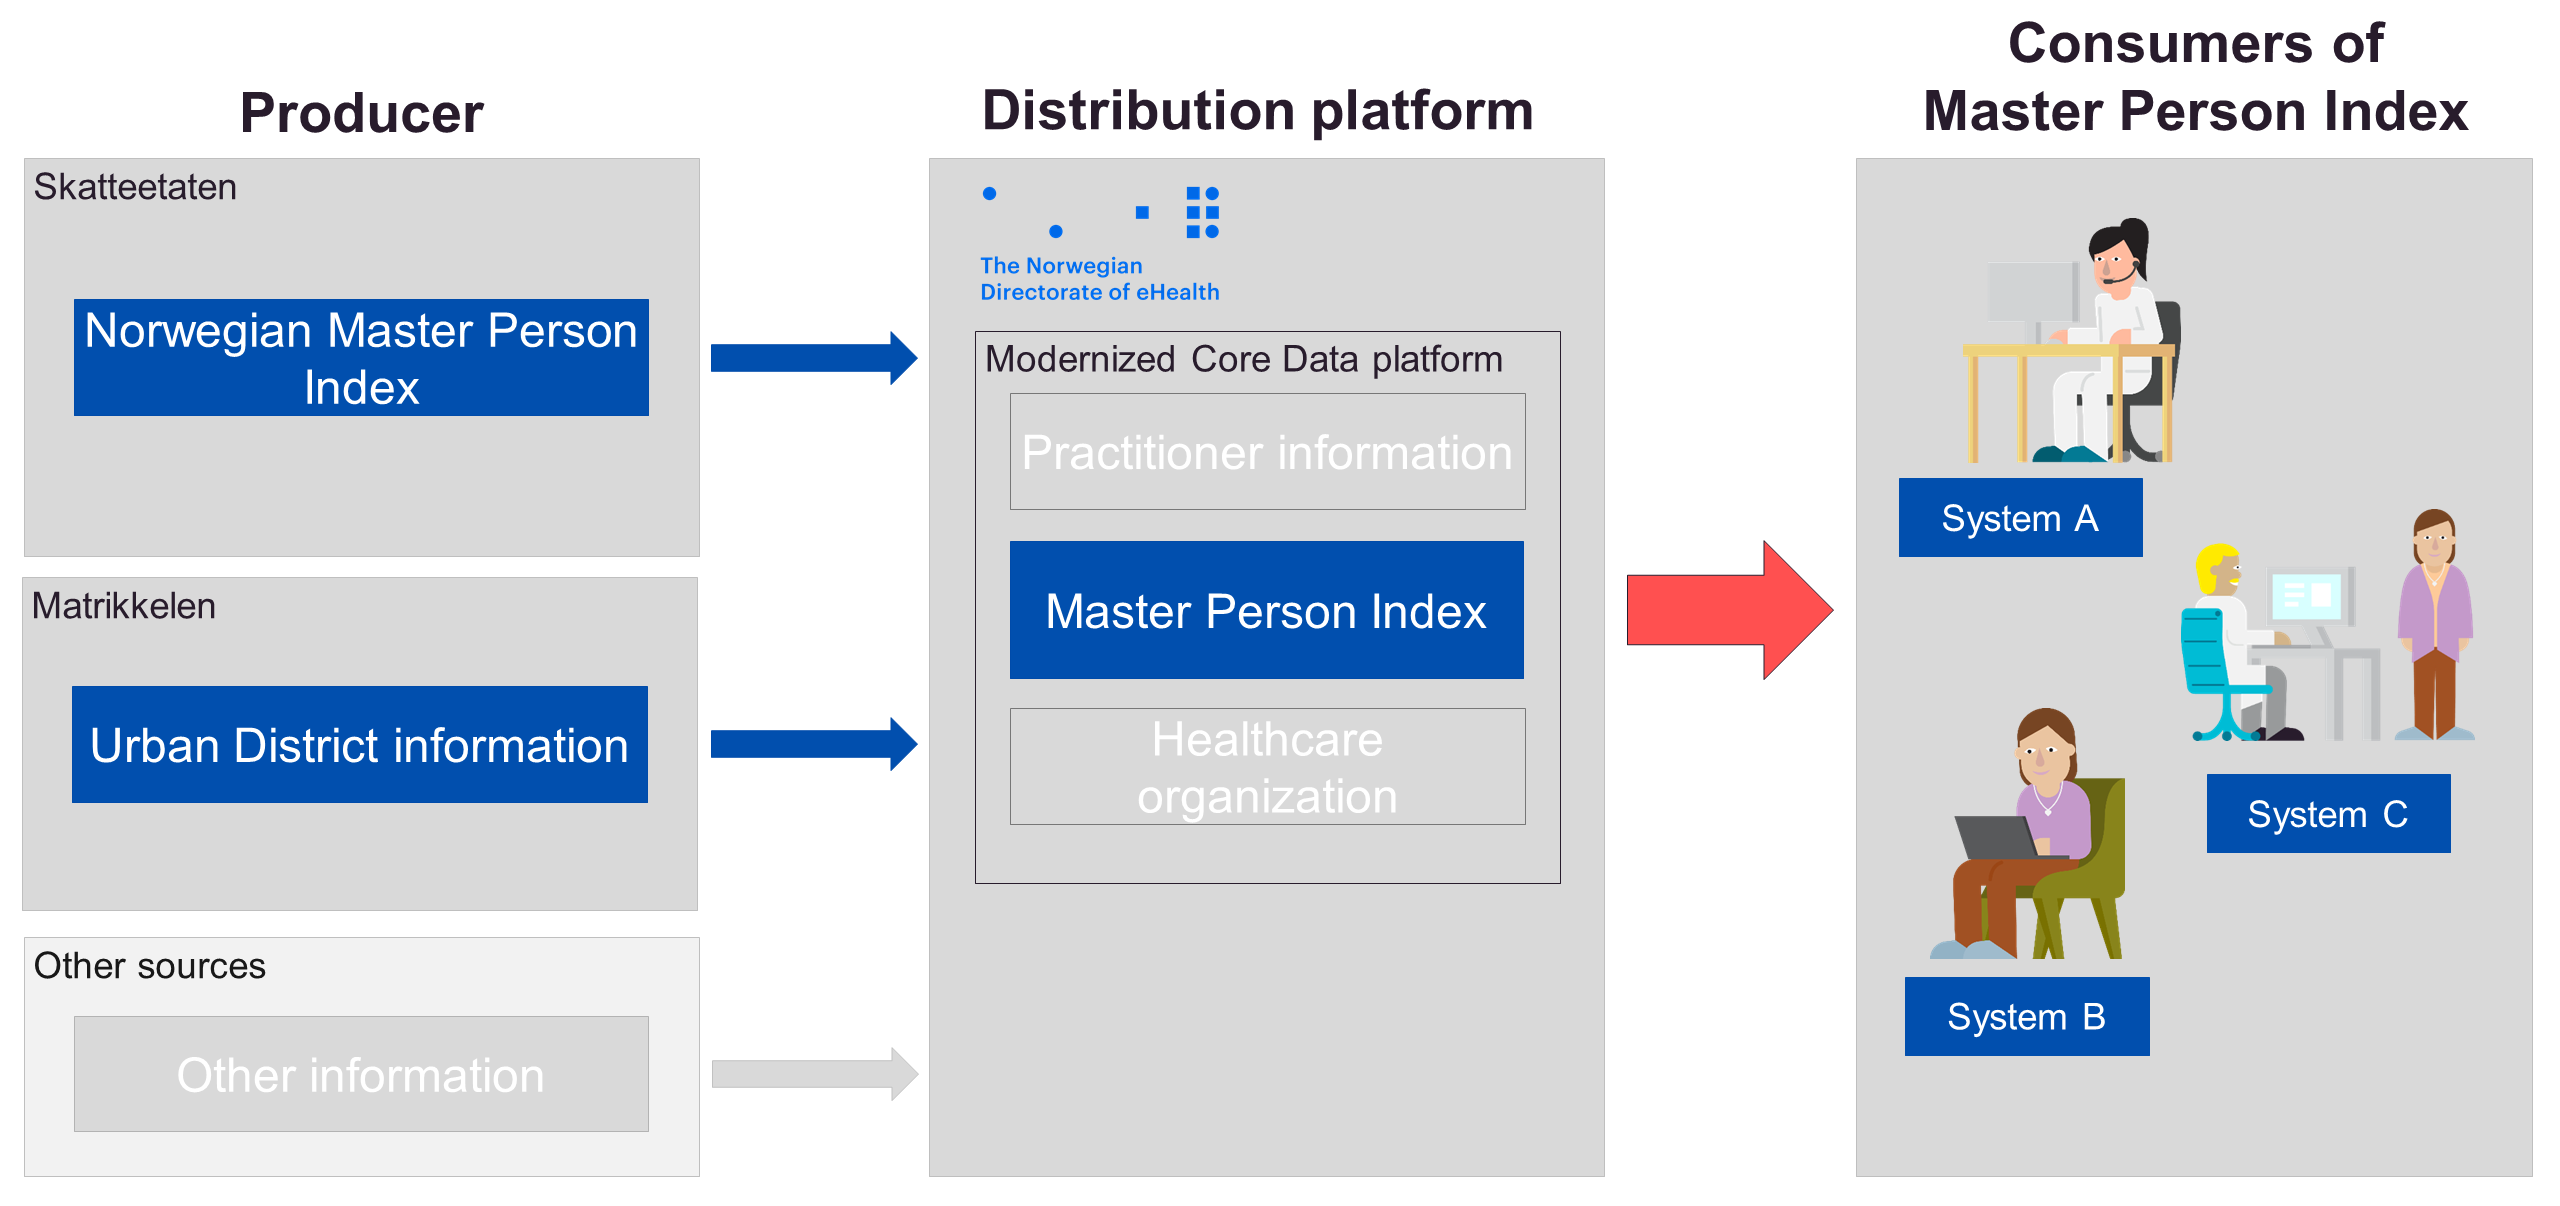 Producer
Skatteetaten
Norwegian Master Person
Index
Matrikkelen
Urban District information
Other sources
Other information
Distribution platform
The Norwegian
Directorate of eHealth
Modernized Core Data platform
Practitioner information
Master Person Index
Healthcare
organization
Consumers of
Master Person Index
System A
System C
System B